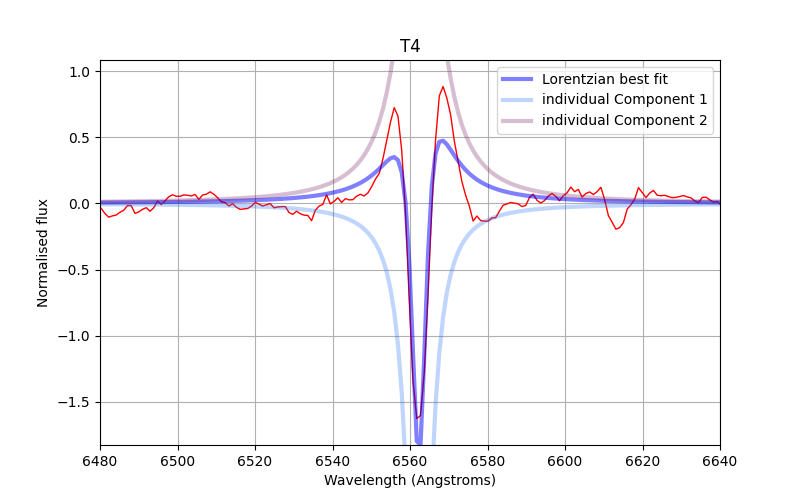 T4
Lorentzian best fit
individual Component 1
individual Component 2
1.0
0.5
0.0
−0.5
−1.0
−1.5
Normalised flux
6480 6500 6520 6540 6560 6580 6600 6620 6640
Wavelength (Angstroms)